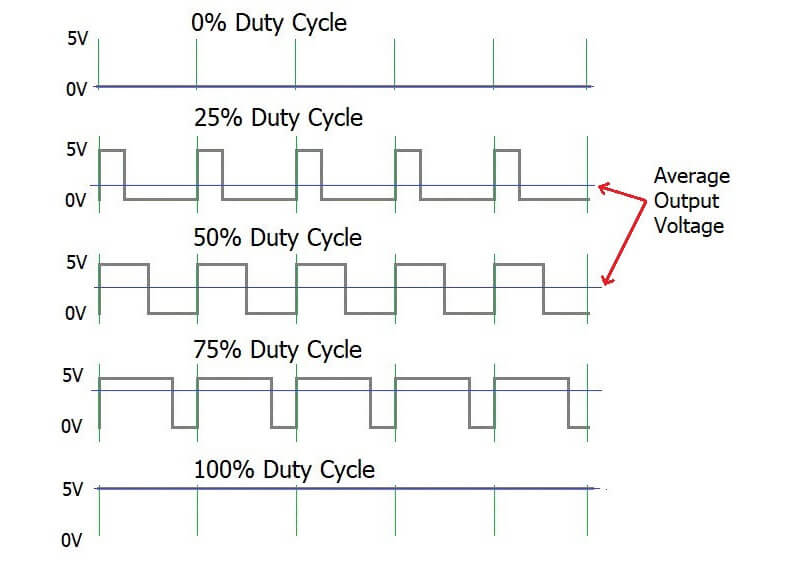 0% Duty Cycle
5V
0V
25% Duty Cycle
5V
0V
Average
Output
Voltage
50% Duty Cycle
5V
0V
75% Duty Cycle
5V
0V
100% Duty Cycle
5V
0V